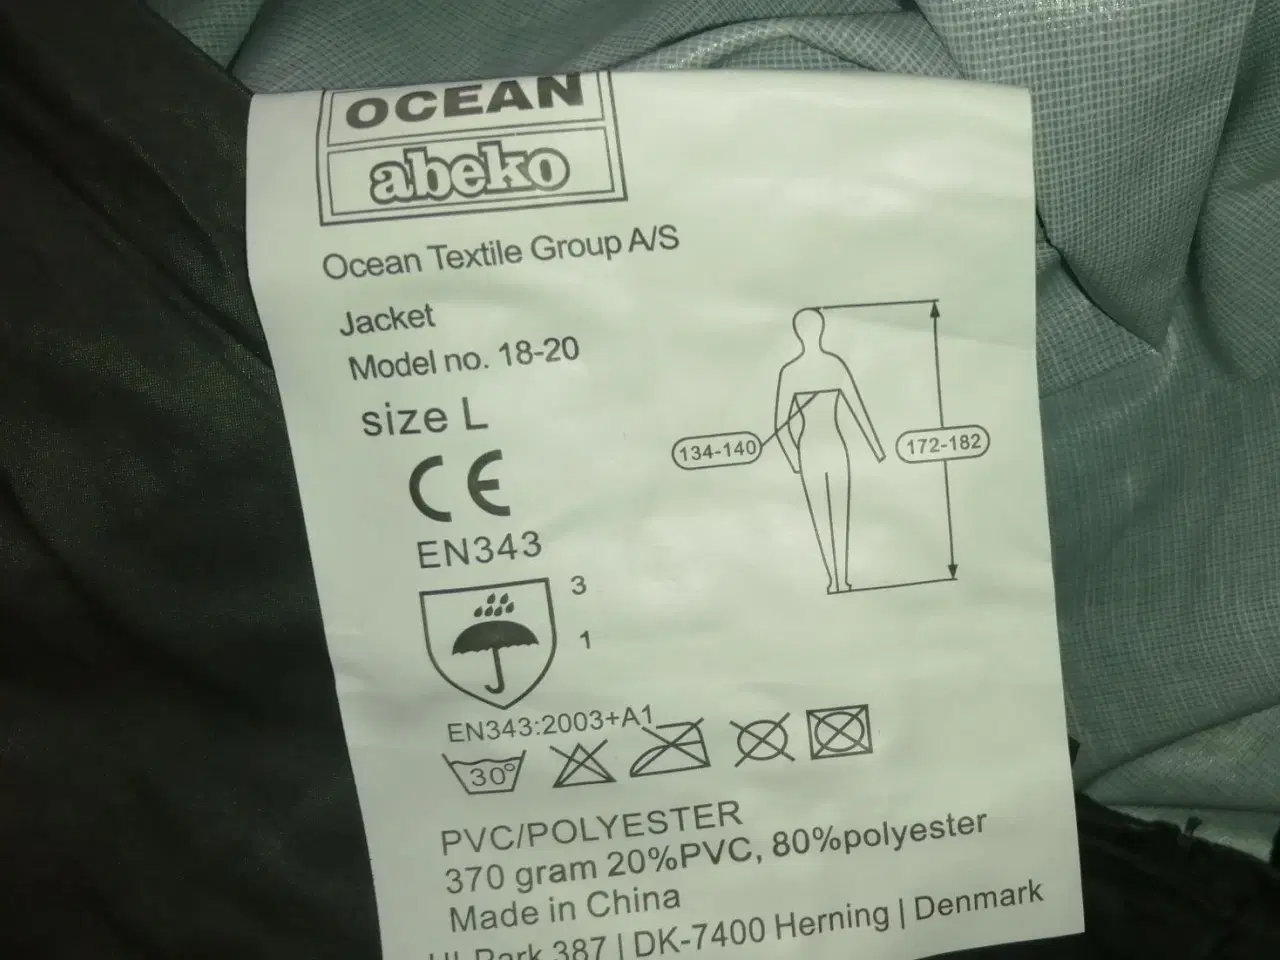 OCEAN
abeko
Ocean Textile Group A/S
Jacket
Model no. 18-20
size L
134-140
172-182
CE
EN343
3
1
EN343:2003+A1
30°
PVC/POLYESTER
370 gram 20%PVC, 80%polyester
Made in China
Park 387 | DK-7400 Herning | Denmark